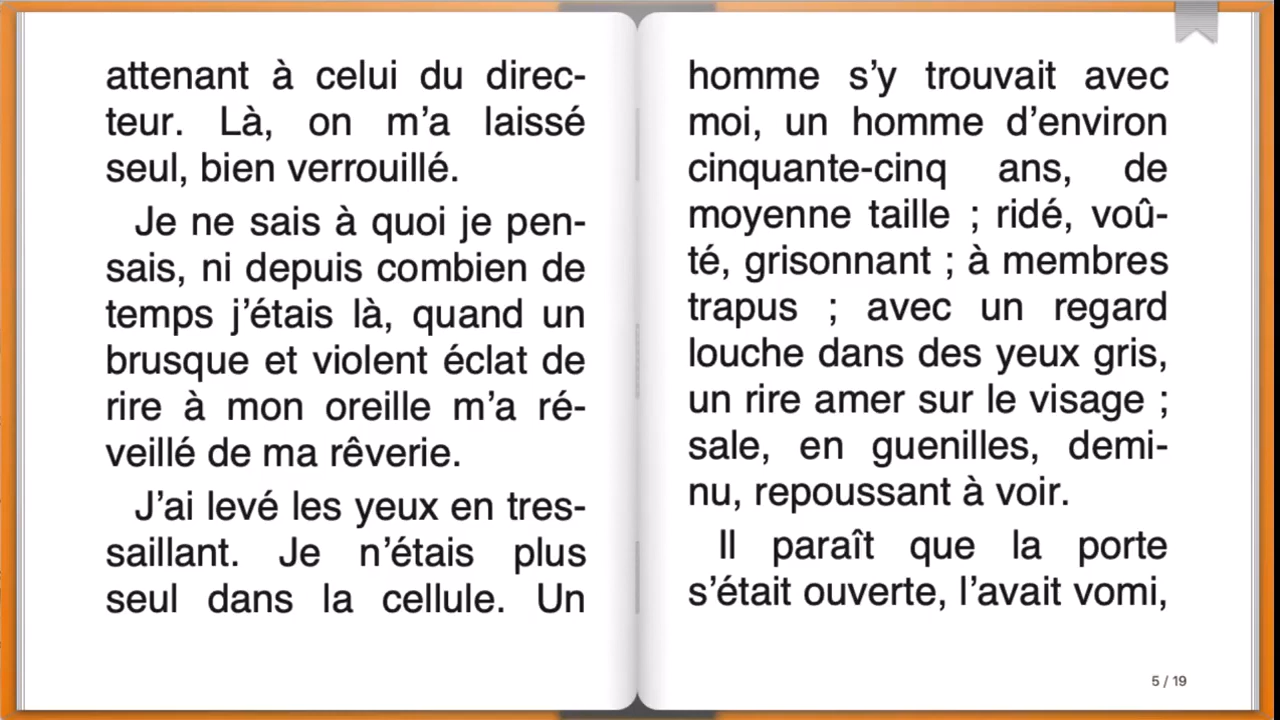 attenant à celui du direc-
teur. Là, on m’a laissé
seul, bien verrouillé.
Je ne sais à quoi je pen-
sais, ni depuis combien de
temps j’étais là, quand un
brusque et violent éclat de
rire à mon oreille m’a ré-
veillé de ma rêverie.
J’ai levé les yeux en tres-
saillant. Je n’étais plus
seul dans la cellule. Un
homme s’y trouvait avec
moi, un homme d’environ
cinquante-cinq ans, de
moyenne taille ; ridé, voû-
té, grisonnant ; à membres
trapus ; avec un regard
louche dans des yeux gris,
un rire amer sur le visage ;
sale, en guenilles, demi-
nu, repoussant à voir.
Il paraît que la porte
s’était ouverte, l’avait vomi,
5 / 19